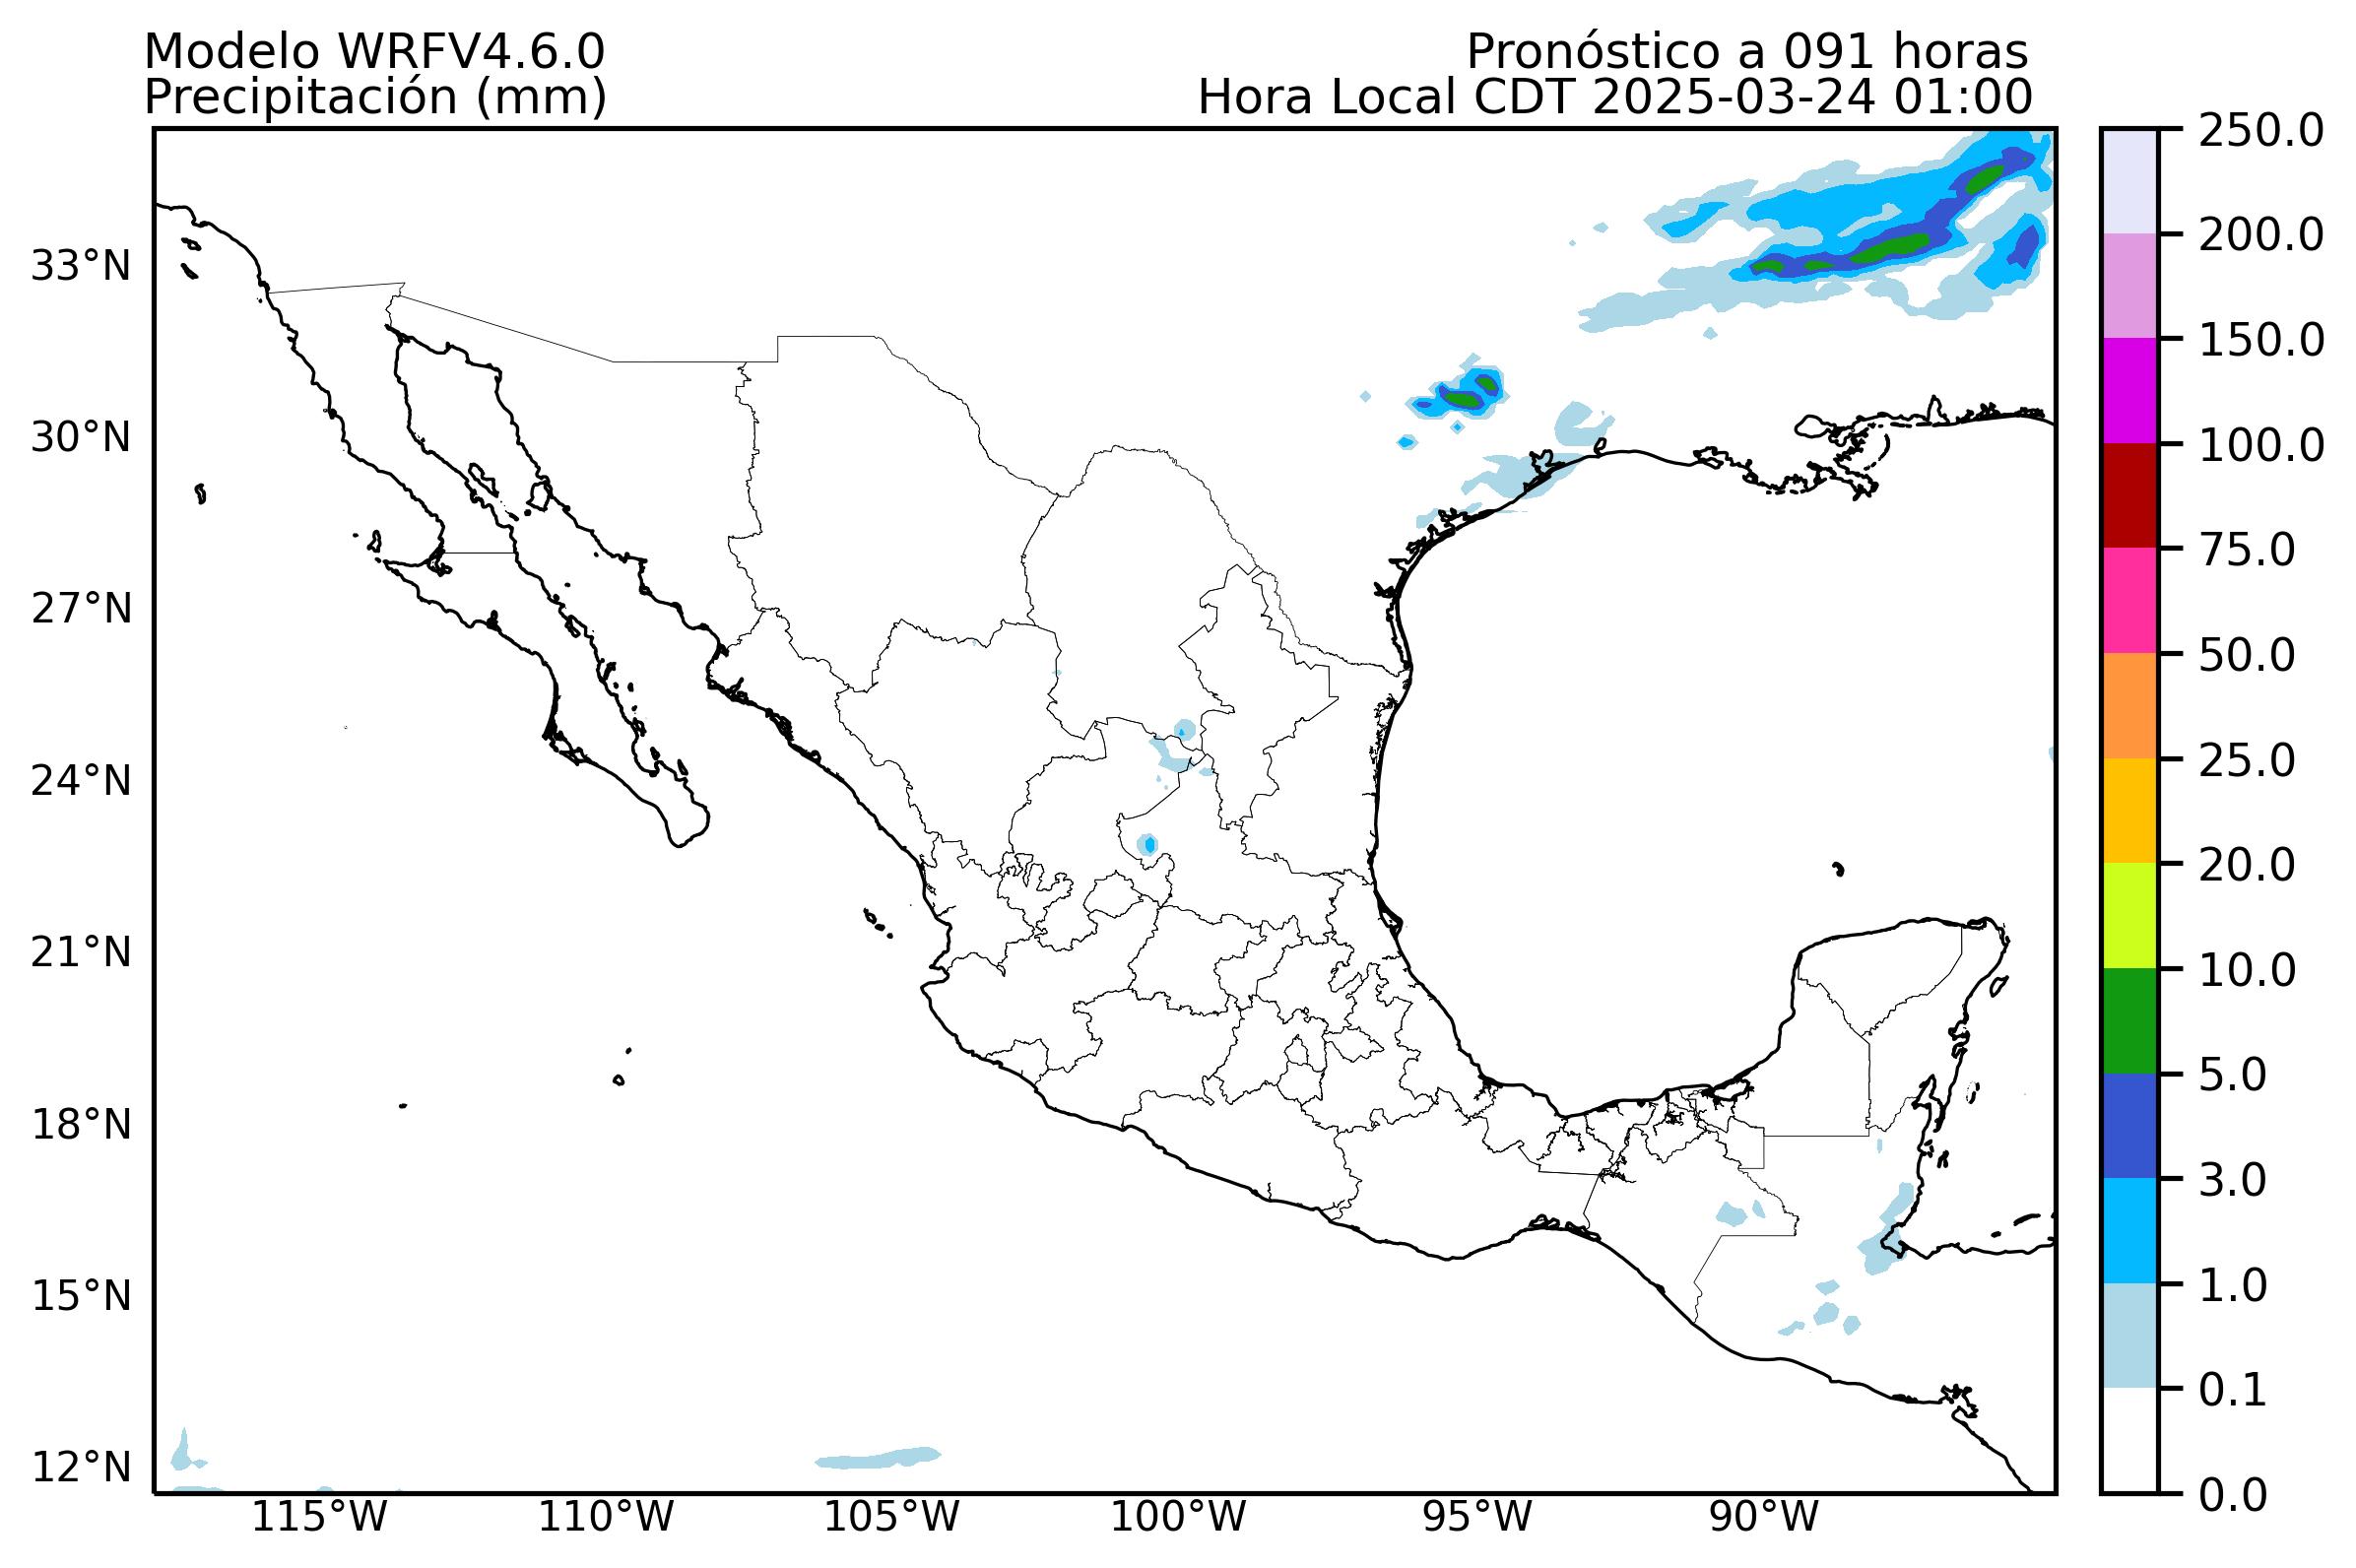 Modelo WRFV4.6.0
Precipitación (mm)
Pronóstico a 091 horas
Hora Local CDT 2025-03-24 01:00
33°N
30°N
27°N
24°N
21°N
18°N
15°N
12°N
115°W
110°W
105°W
100°W
95°W
90°W
250.0
200.0
150.0
100.0
75.0
50.0
25.0
20.0
10.0
5.0
3.0
1.0
0.1
0.0